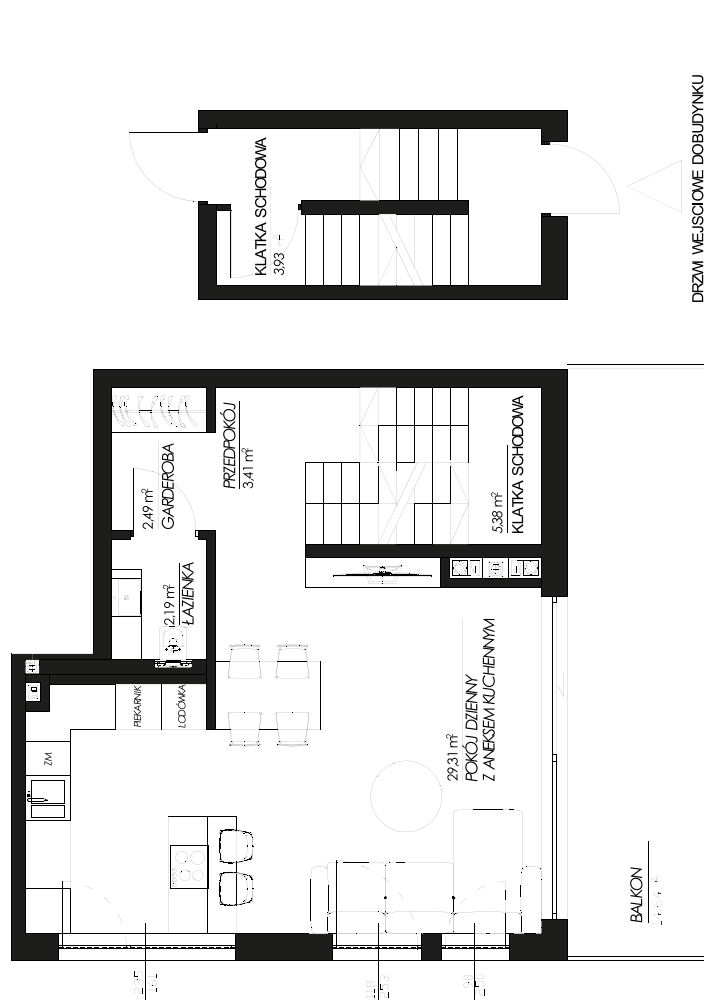 DRZWI WEJSCIOWE DOBUDYNKU
KLATKA SCHODOWA
3,93
PRZEDPOKÓJ
3,41 m²
2,49 m²
GARDEROBA
5,38 m²
KLATKA SCHODOWA
2,19 m²
ŁAZIENKA
PIEKARNIK
LODÓWKA
ZM
29,31 m²
POKÓJ DZIENNY
Z ANEKSEM KUCHENNYM
BALKON